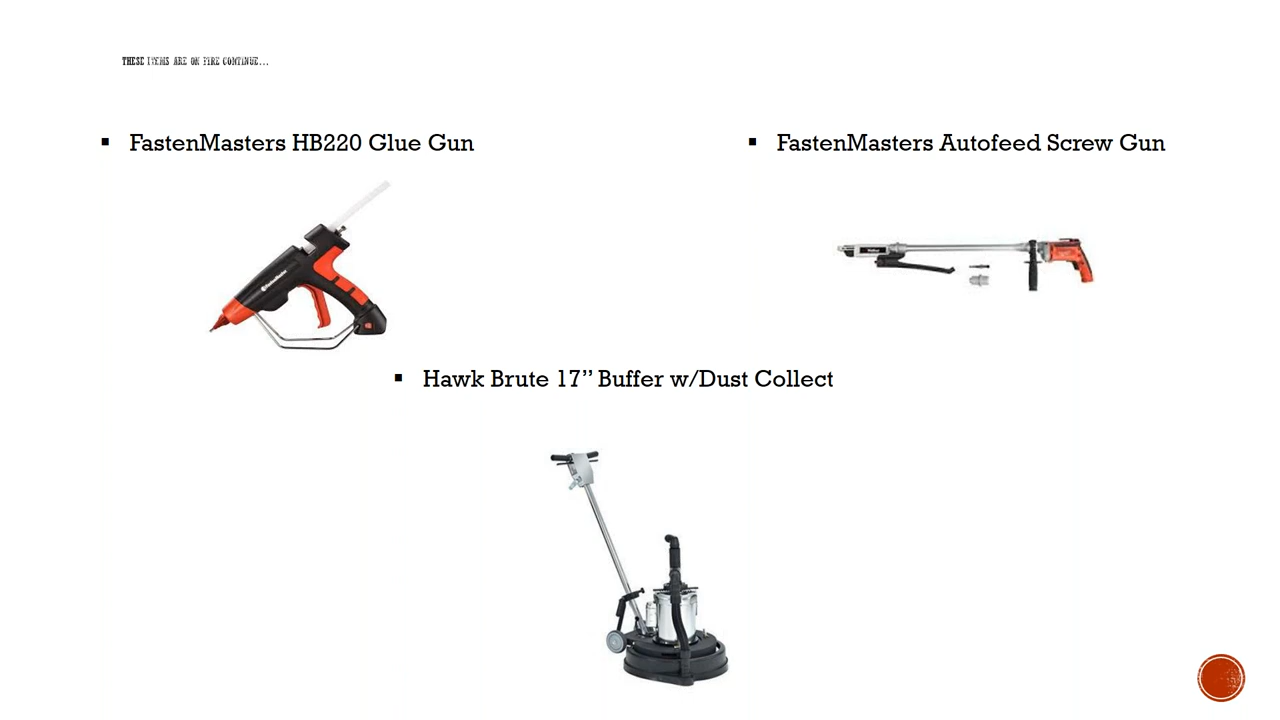 THESE ITEMS ARE ON FIRE CONTINUE...
▪ FastenMasters HB220 Glue Gun
▪ FastenMasters Autofeed Screw Gun
FastenMaster
▪ Hawk Brute 17” Buffer w/Dust Collect